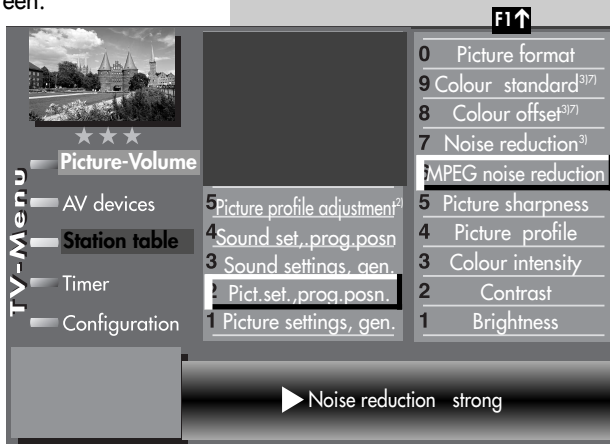 een.
F1↑
0 Picture format
9 Colour standard3)7)
8 Colour offset3)7)
7 Noise reduction3)
6 MPEG noise reduction
5 Picture sharpness
4 Picture profile
3 Colour intensity
2 Contrast
1 Brightness
5 Picture profile adjustment2)
4 Sound set,.prog.posn
3 Sound settings, gen.
2 Pict.set.,prog.posn.
1 Picture settings, gen.
TV-Menu
Picture-Volume
AV devices
Station table
Timer
Configuration
Noise reduction strong